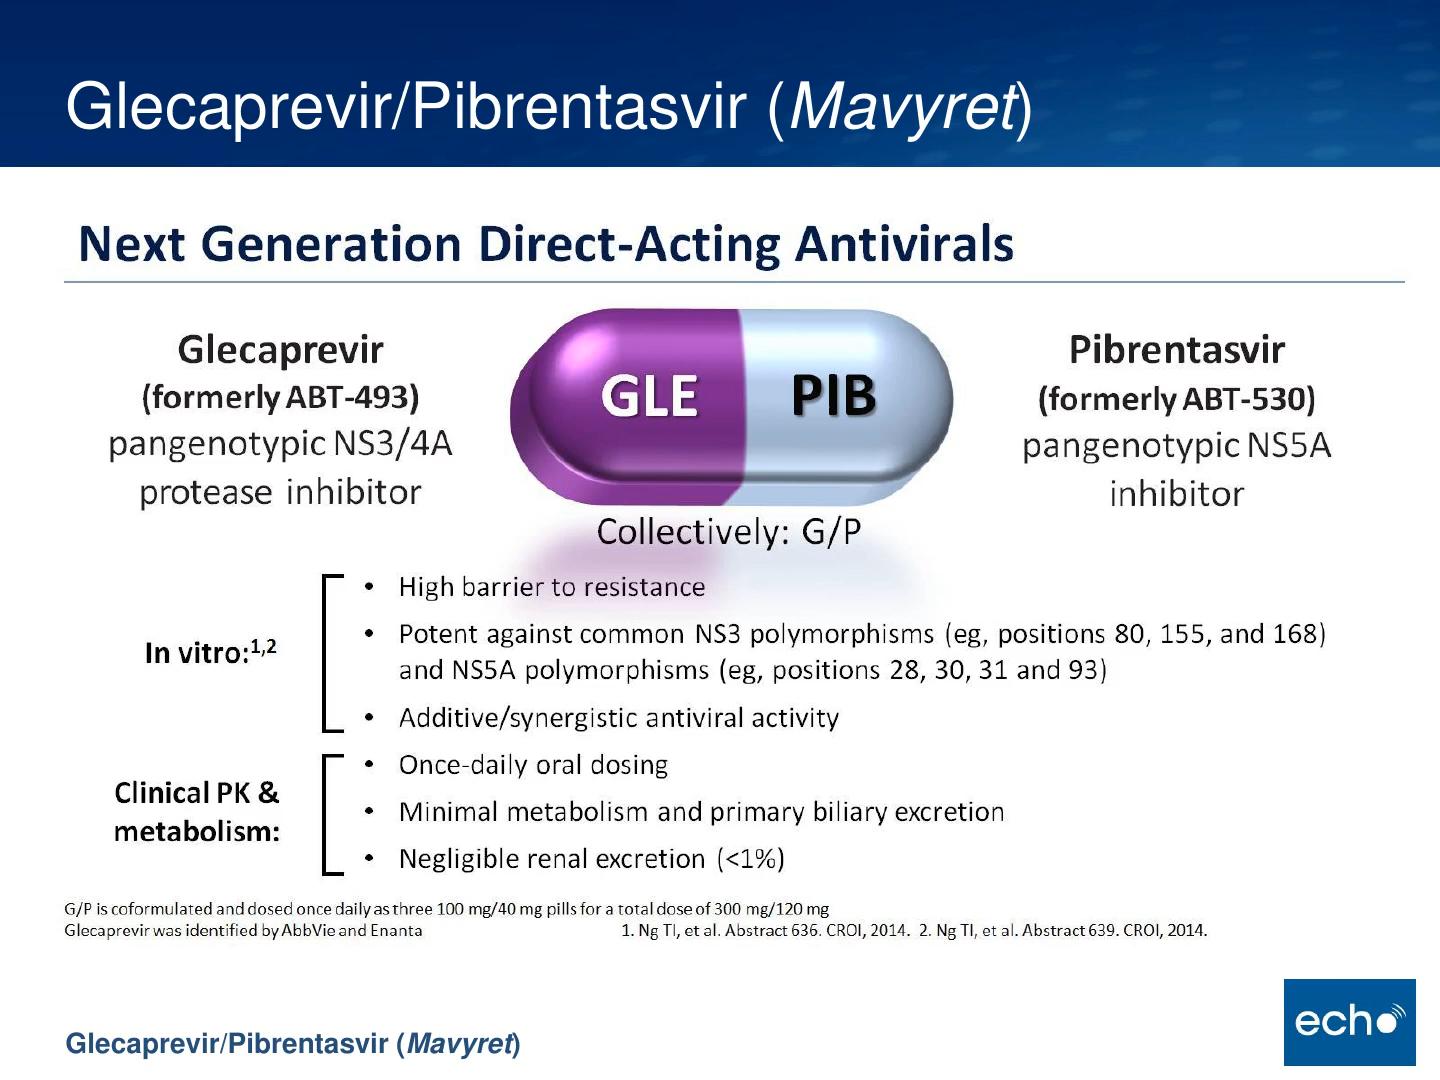 Glecaprevir/Pibrentasvir (Mavyret)
Next Generation Direct-Acting Antivirals
Glecaprevir
(formerly ABT-493)
pangenotypic NS3/4A
protease inhibitor
GLE PIB
Collectively: G/P
Pibrentasvir
(formerly ABT-530)
pangenotypic NS5A
inhibitor
In vitro:1,2
• High barrier to resistance
• Potent against common NS3 polymorphisms (eg, positions 80, 155, and 168)
and NS5A polymorphisms (eg, positions 28, 30, 31 and 93)
• Additive/synergistic antiviral activity
Clinical PK &
metabolism:
• Once-daily oral dosing
• Minimal metabolism and primary biliary excretion
• Negligible renal excretion (<1%)
G/P is coformulated and dosed once daily as three 100 mg/40 mg pills for a total dose of 300 mg/120 mg
Glecaprevir was identified by AbbVie and Enanta
1. Ng TI, et al. Abstract 636. CROI, 2014. 2. Ng TI, et al. Abstract 639. CROI, 2014.
Glecaprevir/Pibrentasvir (Mavyret)
echo